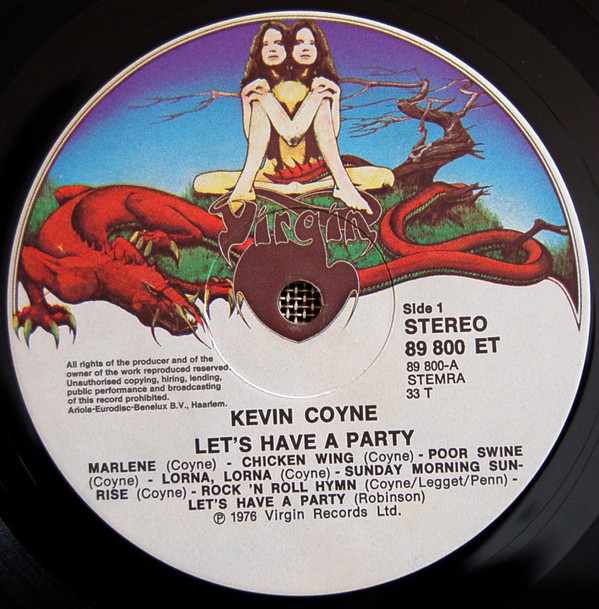 Virgin
Side 1
STEREO
89 800 ET
89 800-A
STEMRA
33 T
All rights of the producer and of the
owner of the work reproduced reserved.
Unauthorised copying, hiring, lending,
public performance and broadcasting
of this record prohibited.
Ariola-Eurodisc-Benelux B.V., Haarlem.
KEVIN COYNE
LET'S HAVE A PARTY
MARLENE (Coyne) - CHICKEN WING (Coyne) - POOR SWINE
(Coyne) - LORNA, LORNA (Coyne) - SUNDAY MORNING SUN-
RISE (Coyne) - ROCK 'N ROLL HYMN (Coyne/Legget/Penn) -
LET'S HAVE A PARTY (Robinson)
℗ 1976 Virgin Records Ltd.